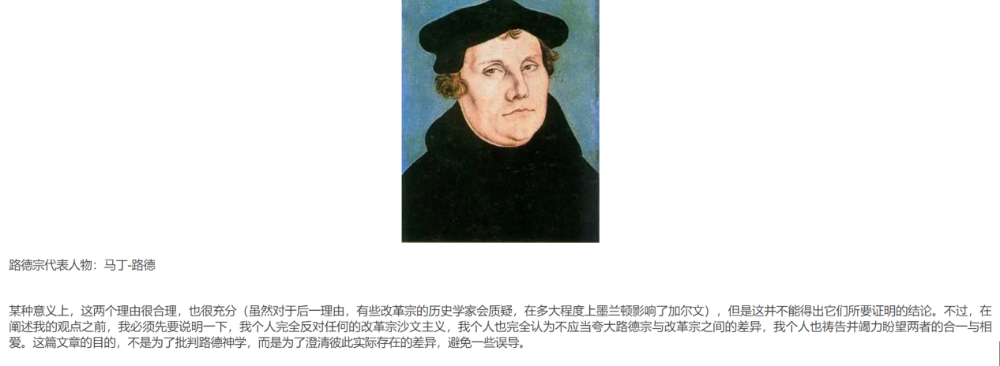 路德宗代表人物：马丁-路德
某种意义上，这两个理由很合理，也很充分（虽然对于后一理由，有些改革宗的历史学家会质疑，在多大程度上墨兰顿影响了加尔文），但是这并不能得出它们所要证明的结论。不过，在
阐述我的观点之前，我必须先要说明一下，我个人完全反对任何的改革宗沙文主义，我个人也完全认为不应当夸大路德宗与改革宗之间的差异，我个人也祷告并竭力盼望两者的合一与相
爱。这篇文章的目的，不是为了批判路德神学，而是为了澄清彼此实际存在的差异，避免一些误导。